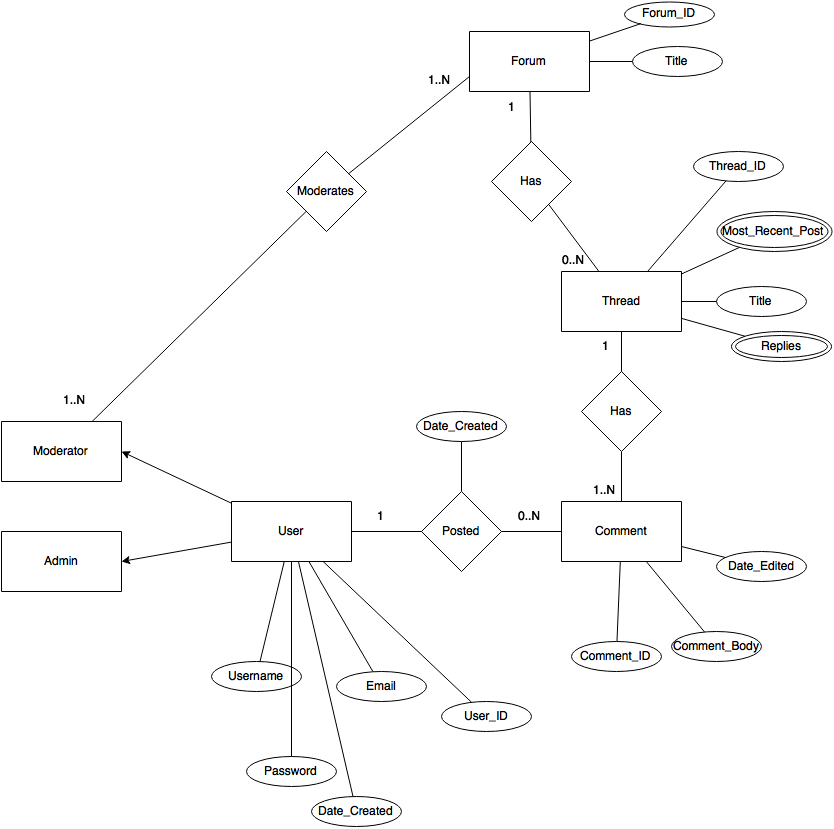 Forum_ID
Forum
Title
1..N
1
Thread_ID
Has
Moderates
Most_Recent_Post
0..N
Thread
Title
1
Replies
1..N
Has
Date_Created
Moderator
1..N
1
0..N
User
Posted
Comment
Admin
Date_Edited
Comment_Body
Comment_ID
Username
Email
User_ID
Password
Date_Created